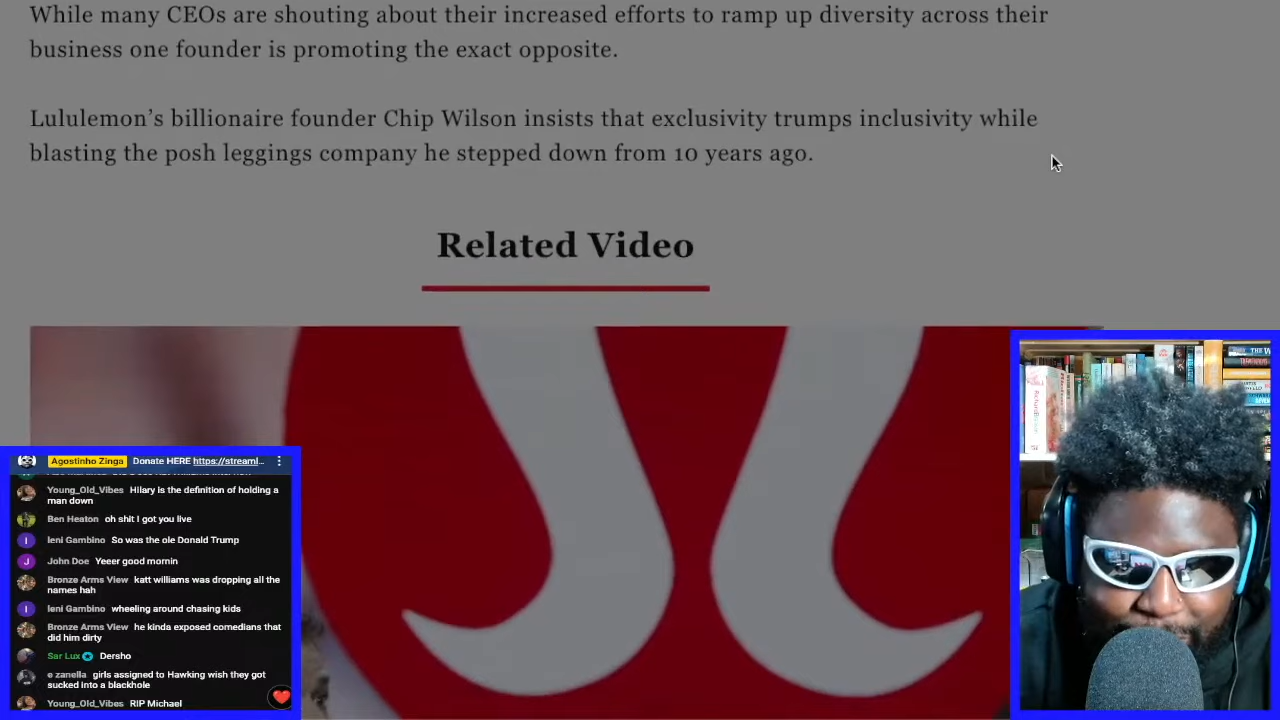 While many CEOs are shouting about their increased efforts to ramp up diversity across their
business one founder is promoting the exact opposite.
Lululemon’s billionaire founder Chip Wilson insists that exclusivity trumps inclusivity while
blasting the posh leggings company he stepped down from 10 years ago.
Related Video
Agostinho Zinga Donate HERE https://streaml...
Young_Old_Vibes Hilary is the definition of holding a
man down
Ben Heaton oh shit I got you live
Ieni Gambino So was the ole Donald Trump
John Doe Yeeer good mornin
Bronze Arms View katt williams was dropping all the
names hah
Ieni Gambino wheeling around chasing kids
Bronze Arms View he kinda exposed comedians that
did him dirty
Sar Lux Dersho
e zanella girls assigned to Hawking wish they got
sucked into a blackhole
Young_Old_Vibes RIP Michael